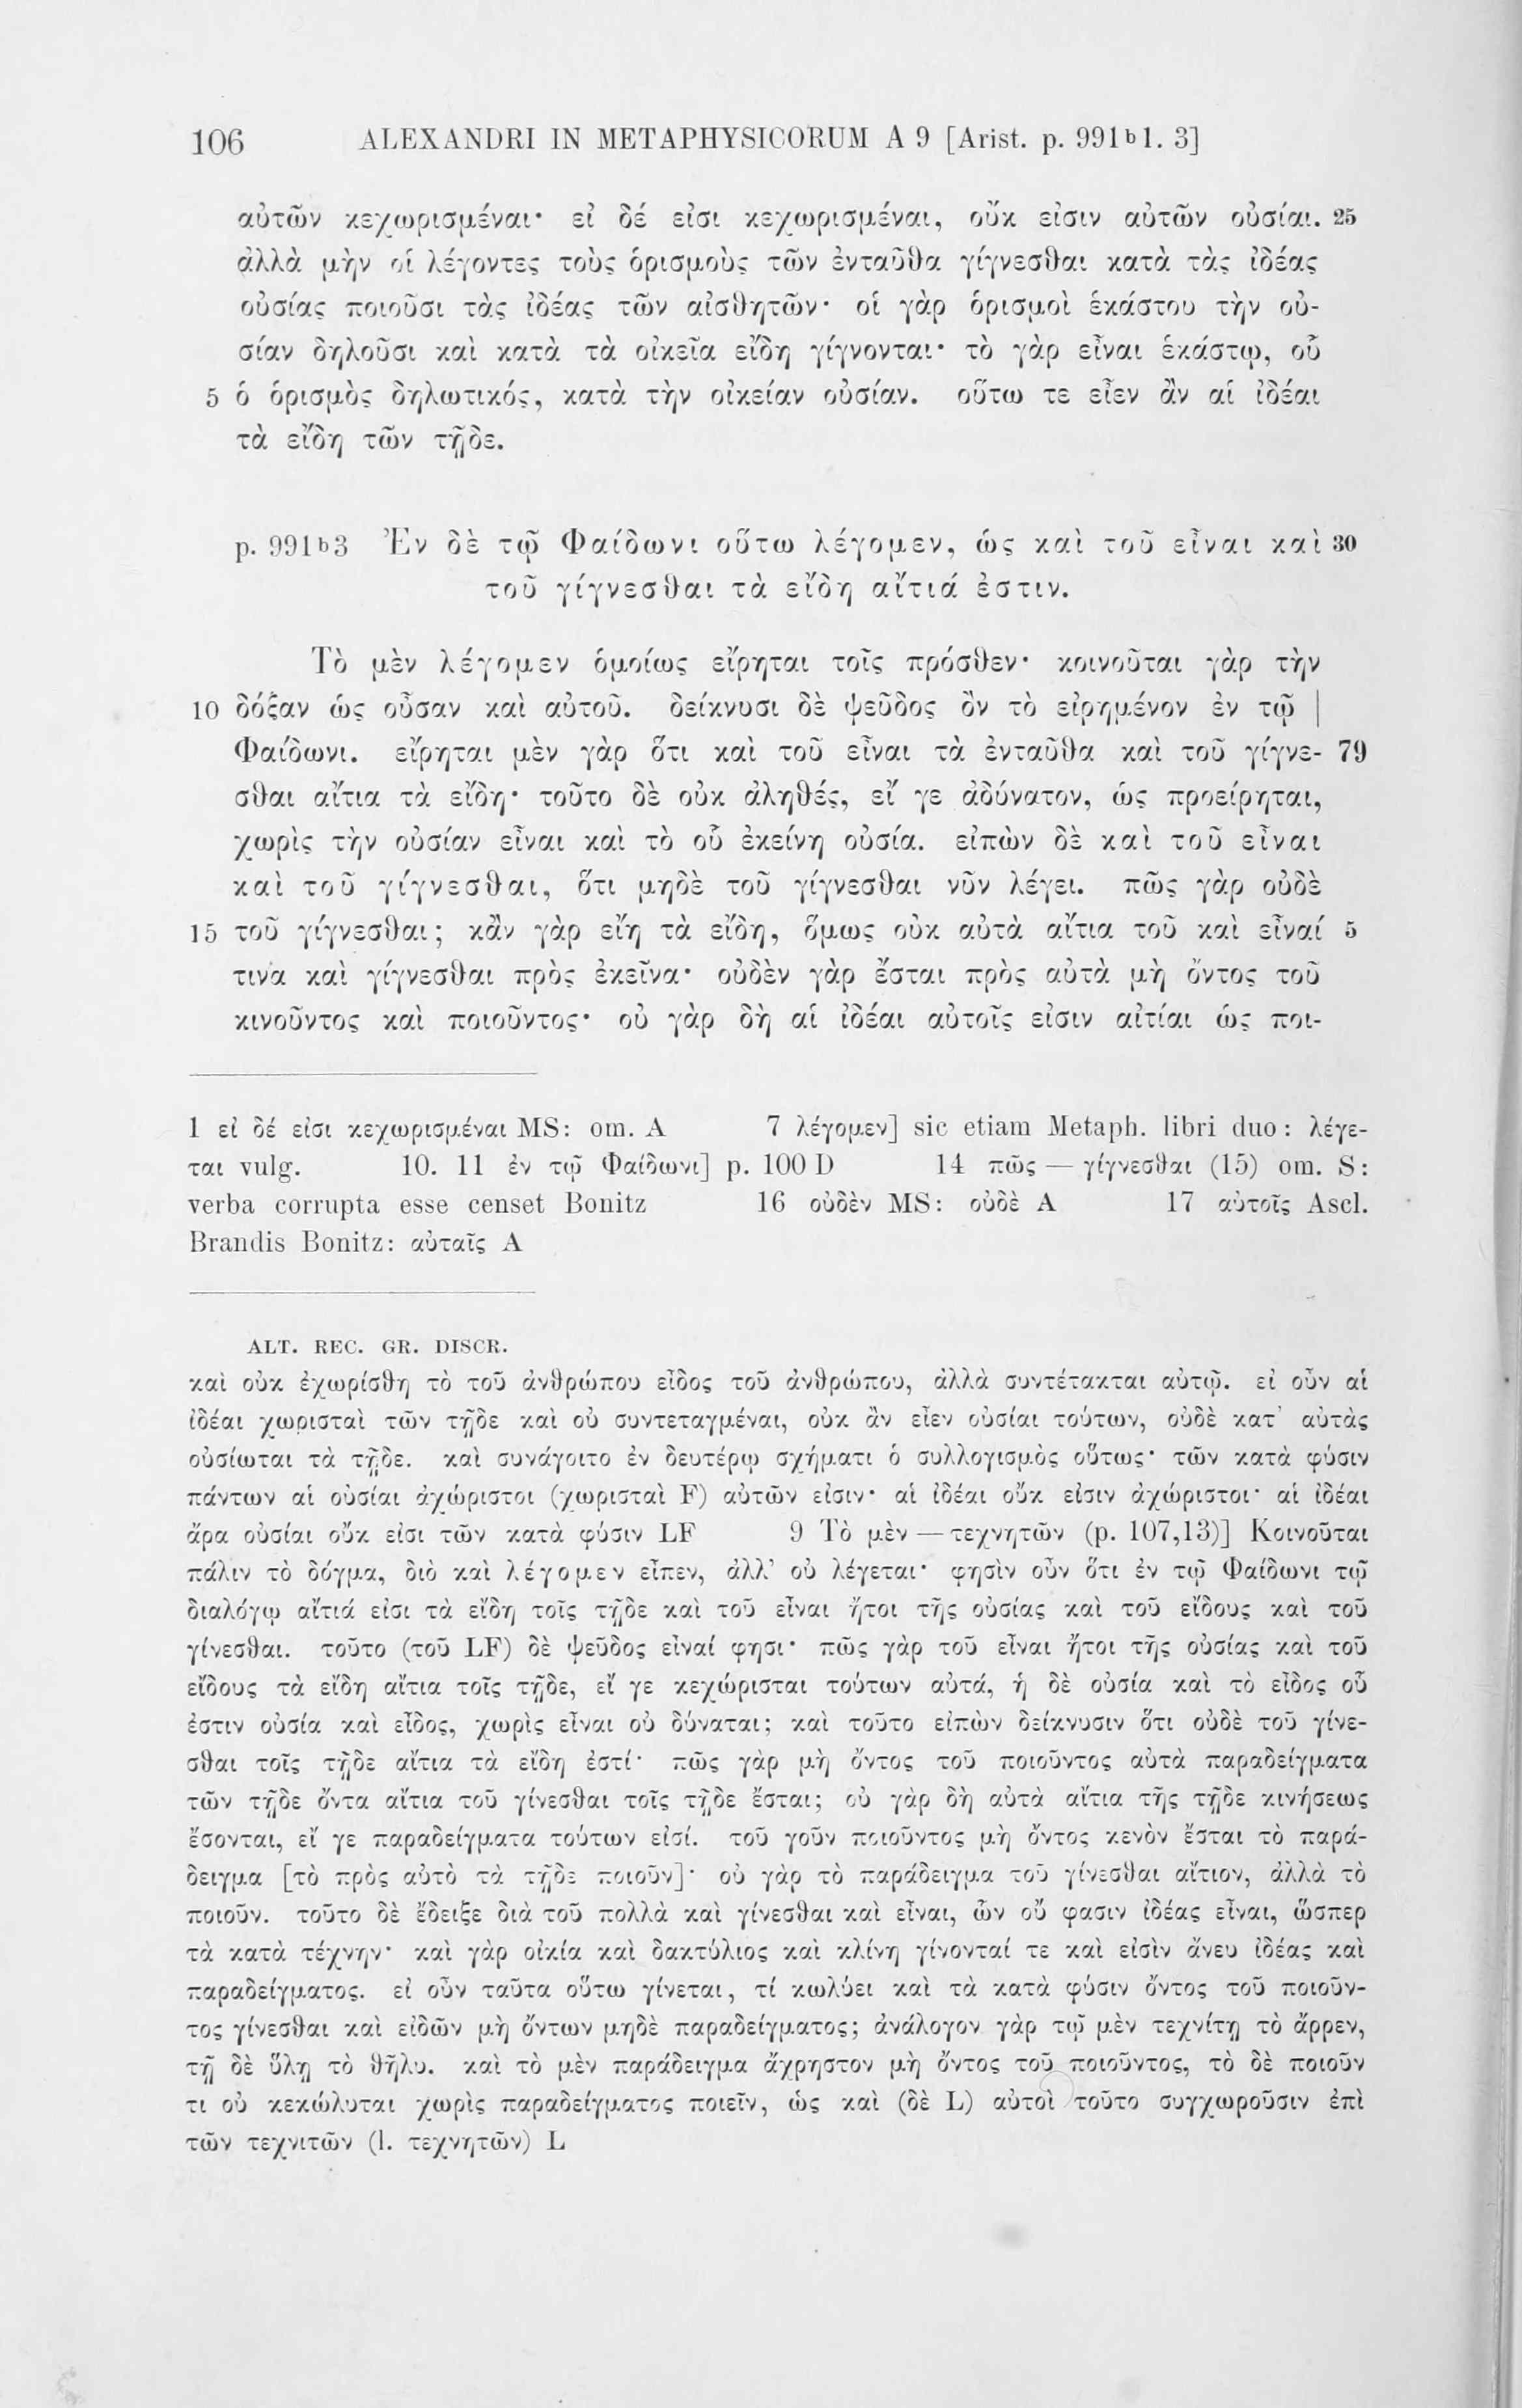 106 ALEXANDRI IN METAPHYSICORUM A 9 [Arist. p. 991b1. 3]
αὐτῶν κεχωρισμέναι· εἰ δέ εἰσι κεχωρισμέναι, οὔκ εἰσιν αὐτῶν οὐσίαι. 25
ἀλλὰ μὴν οἱ λέγοντες τοὺς ὁρισμοὺς τῶν ἐνταῦθα γίγνεσθαι κατὰ τὰς ἰδέας
οὐσίας ποιοῦσι τὰς ἰδέας τῶν αἰσθητῶν· οἱ γὰρ ὁρισμοὶ ἑκάστου τὴν οὐ-
σίαν δηλοῦσι καὶ κατὰ τὰ οἰκεῖα εἴδη γίγνονται· τὸ γὰρ εἶναι ἑκάστῳ, οὗ
5 ὁ ὁρισμὸς δηλωτικός, κατὰ τὴν οἰκείαν οὐσίαν. οὕτω τε εἶεν ἂν αἱ ἰδέαι
τὰ εἴδη τῶν τῇδε.
p. 991b3 Ἐν δὲ τῷ Φαίδωνι οὕτω λέγομεν, ὡς καὶ τοῦ εἶναι καὶ 30
τοῦ γίγνεσθαι τὰ εἴδη αἴτιά ἐστιν.
Τὸ μὲν λέγομεν ὁμοίως εἴρηται τοῖς πρόσθεν· κοινοῦται γὰρ τὴν
10 δόξαν ὡς οὖσαν καὶ αὐτοῦ. δείκνυσι δὲ ψεῦδος ὂν τὸ εἰρημένον ἐν τῷ |
Φαίδωνι. εἴρηται μὲν γὰρ ὅτι καὶ τοῦ εἶναι τὰ ἐνταῦθα καὶ τοῦ γίγνε- 79
σθαι αἴτια τὰ εἴδη· τοῦτο δὲ οὐκ ἀληθές, εἴ γε ἀδύνατον, ὡς προείρηται,
χωρὶς τὴν οὐσίαν εἶναι καὶ τὸ οὗ ἐκείνη οὐσία. εἰπὼν δὲ καὶ τοῦ εἶναι
καὶ τοῦ γίγνεσθαι, ὅτι μηδὲ τοῦ γίγνεσθαι νῦν λέγει. πῶς γὰρ οὐδὲ
15 τοῦ γίγνεσθαι; κἂν γὰρ εἴη τὰ εἴδη, ὅμως οὐκ αὐτὰ αἴτια τοῦ καὶ εἶναί 5
τινα καὶ γίγνεσθαι πρὸς ἐκεῖνα· οὐδὲν γὰρ ἔσται πρὸς αὐτὰ μὴ ὄντος τοῦ
κινοῦντος καὶ ποιοῦντος· οὐ γὰρ δὴ αἱ ἰδέαι αὐτοῖς εἰσιν αἰτίαι ὡς ποι-
1 εἰ δέ εἰσι κεχωρισμέναι MS: om. A 7 λέγομεν] sic etiam Metaph. libri duo: λέγε-
ται vulg. 10. 11 ἐν τῷ Φαίδωνι] p. 100 D 14 πῶς — γίγνεσθαι (15) om. S:
verba corrupta esse censet Bonitz 16 οὐδὲν MS: οὐδὲ A 17 αὐτοῖς Ascl.
Brandis Bonitz: αὐταῖς A
ALT. REC. GR. DISCR.
καὶ οὐκ ἐχωρίσθη τὸ τοῦ ἀνθρώπου εἶδος τοῦ ἀνθρώπου, ἀλλὰ συντέτακται αὐτῷ. εἰ οὖν αἱ
ἰδέαι χωρισταὶ τῶν τῇδε καὶ οὐ συντεταγμέναι, οὐκ ἂν εἶεν οὐσίαι τούτων, οὐδὲ κατ' αὐτὰς
οὐσίωται τὰ τῇδε. καὶ συνάγοιτο ἐν δευτέρῳ σχήματι ὁ συλλογισμὸς οὕτως· τῶν κατὰ φύσιν
πάντων αἱ οὐσίαι ἀχώριστοι (χωρισταὶ F) αὐτῶν εἰσιν· αἱ ἰδέαι οὔκ εἰσιν ἀχώριστοι· αἱ ἰδέαι
ἄρα οὐσίαι οὔκ εἰσι τῶν κατὰ φύσιν LF 9 Τὸ μὲν — τεχνητῶν (p. 107,13)] Κοινοῦται
πάλιν τὸ δόγμα, διὸ καὶ λέγομεν εἶπεν, ἀλλ' οὐ λέγεται· φησὶν οὖν ὅτι ἐν τῷ Φαίδωνι τῷ
διαλόγῳ αἴτιά εἰσι τὰ εἴδη τοῖς τῇδε καὶ τοῦ εἶναι ἤτοι τῆς οὐσίας καὶ τοῦ εἴδους καὶ τοῦ
γίνεσθαι. τοῦτο (τοῦ LF) δὲ ψεῦδος εἶναί φησι· πῶς γὰρ τοῦ εἶναι ἤτοι τῆς οὐσίας καὶ τοῦ
εἴδους τὰ εἴδη αἴτια τοῖς τῇδε, εἴ γε κεχώρισται τούτων αὐτά, ἡ δὲ οὐσία καὶ τὸ εἶδος οὗ
ἐστιν οὐσία καὶ εἶδος, χωρὶς εἶναι οὐ δύναται; καὶ τοῦτο εἰπὼν δείκνυσιν ὅτι οὐδὲ τοῦ γίνε-
σθαι τοῖς τῇδε αἴτια τὰ εἴδη ἐστί· πῶς γὰρ μὴ ὄντος τοῦ ποιοῦντος αὐτὰ παραδείγματα
τῶν τῇδε ὄντα αἴτια τοῦ γίνεσθαι τοῖς τῇδε ἔσται; οὐ γὰρ δὴ αὐτὰ αἴτια τῆς τῇδε κινήσεως
ἔσονται, εἴ γε παραδείγματα τούτων εἰσί. τοῦ γοῦν ποιοῦντος μὴ ὄντος κενὸν ἔσται τὸ παρά-
δειγμα [τὸ πρὸς αὐτὸ τὰ τῇδε ποιοῦν]· οὐ γὰρ τὸ παράδειγμα τοῦ γίνεσθαι αἴτιον, ἀλλὰ τὸ
ποιοῦν. τοῦτο δὲ ἔδειξε διὰ τοῦ πολλὰ καὶ γίνεσθαι καὶ εἶναι, ὧν οὔ φασιν ἰδέας εἶναι, ὥσπερ
τὰ κατὰ τέχνην· καὶ γὰρ οἰκία καὶ δακτύλιος καὶ κλίνη γίνονταί τε καὶ εἰσὶν ἄνευ ἰδέας καὶ
παραδείγματος. εἰ οὖν ταῦτα οὕτω γίνεται, τί κωλύει καὶ τὰ κατὰ φύσιν ὄντος τοῦ ποιοῦν-
τος γίνεσθαι καὶ εἰδῶν μὴ ὄντων μηδὲ παραδείγματος; ἀνάλογον γὰρ τῷ μὲν τεχνίτῃ τὸ ἄρρεν,
τῇ δὲ ὕλῃ τὸ θῆλυ. καὶ τὸ μὲν παράδειγμα ἄχρηστον μὴ ὄντος τοῦ ποιοῦντος, τὸ δὲ ποιοῦν
τι οὐ κεκώλυται χωρὶς παραδείγματος ποιεῖν, ὡς καὶ (δὲ L) αὐτοὶ τοῦτο συγχωροῦσιν ἐπὶ
τῶν τεχνιτῶν (l. τεχνητῶν) L